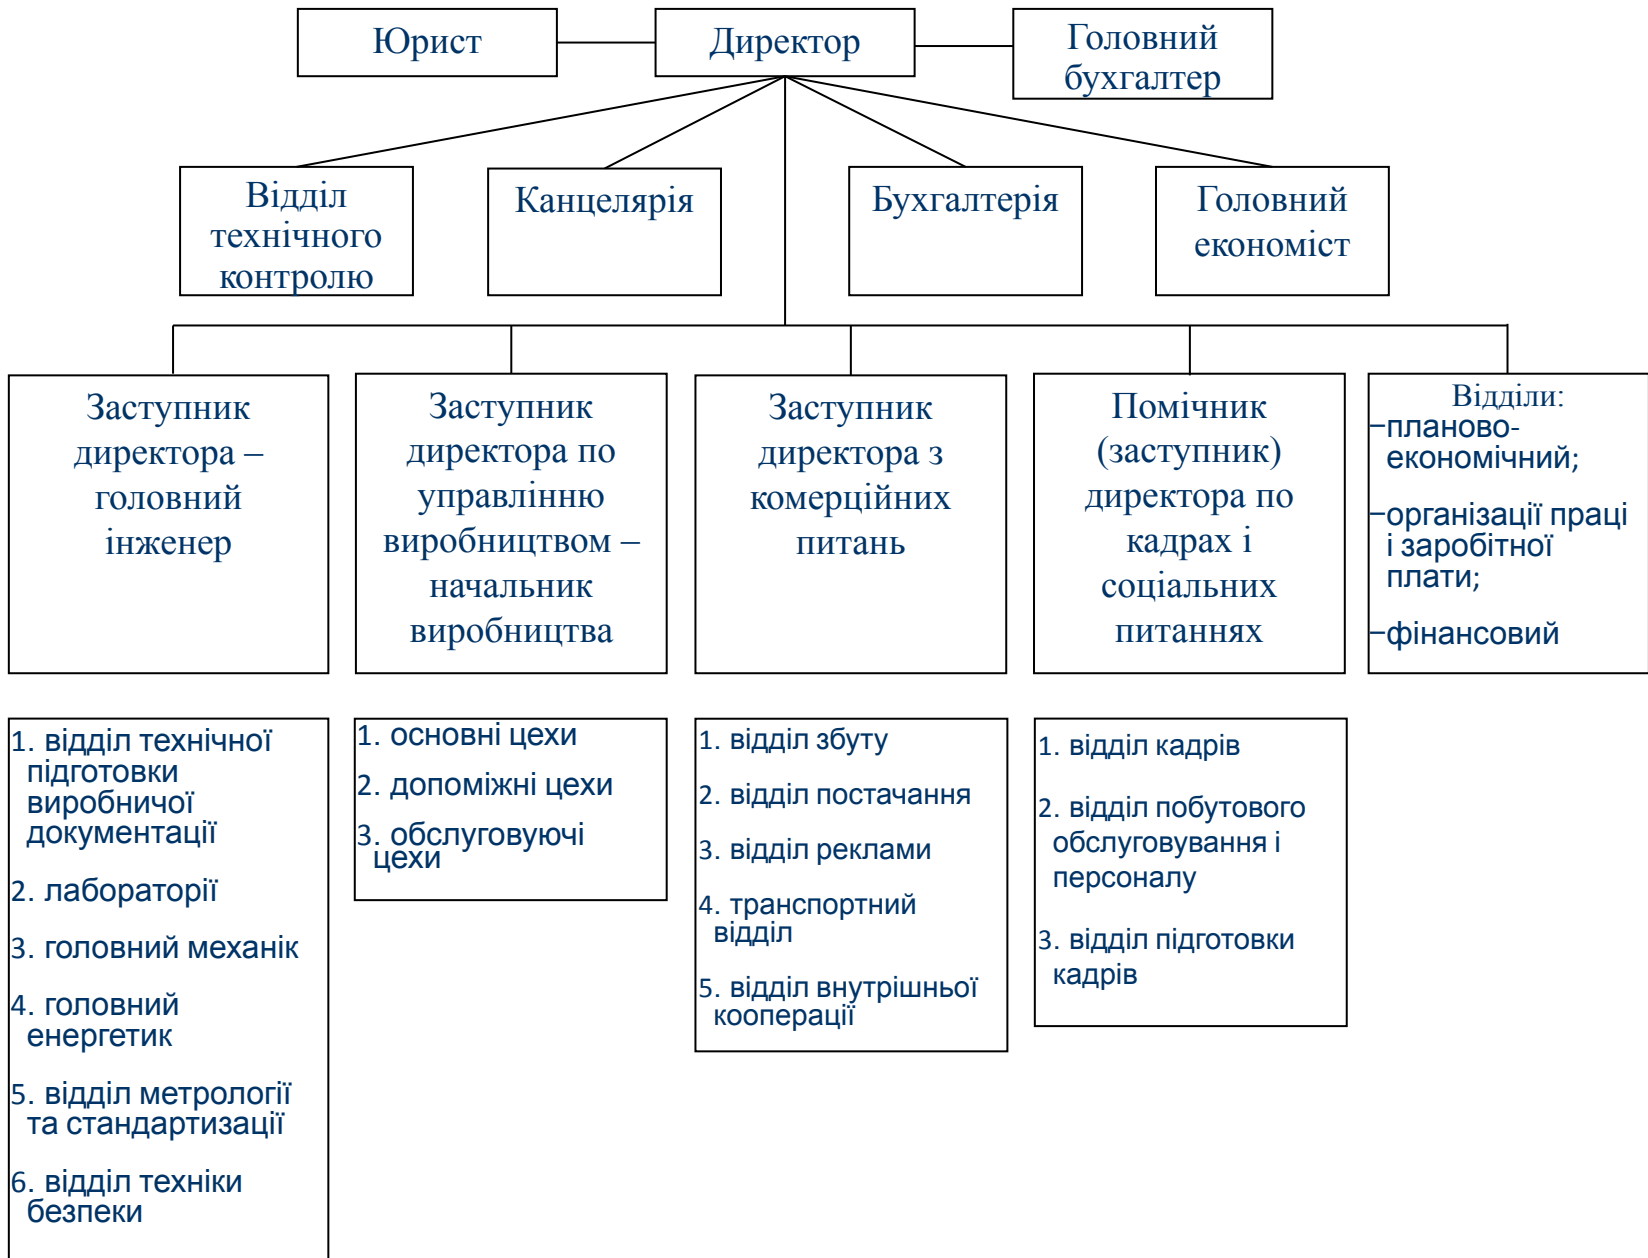 Юрист
Директор
Головний
бухгалтер
Відділ
технічного
контролю
Канцелярія
Бухгалтерія
Головний
економіст
Заступник
директора –
головний
інженер
Заступник
директора по
управлінню
виробництвом –
начальник
виробництва
Заступник
директора з
комерційних
питань
Помічник
(заступник)
директора по
кадрах і
соціальних
питаннях
Відділи:
–планово-
економічний;
–організації праці
і заробітної
плати;
–фінансовий
1. відділ технічної
підготовки
виробничої
документації
2. лабораторії
3. головний механік
4. головний
енергетик
5. відділ метрології
та стандартизації
6. відділ техніки
безпеки
1. основні цехи
2. допоміжні цехи
3. обслуговуючі
цехи
1. відділ збуту
2. відділ постачання
3. відділ реклами
4. транспортний
відділ
5. відділ внутрішньої
кооперації
1. відділ кадрів
2. відділ побутового
обслуговування і
персоналу
3. відділ підготовки
кадрів